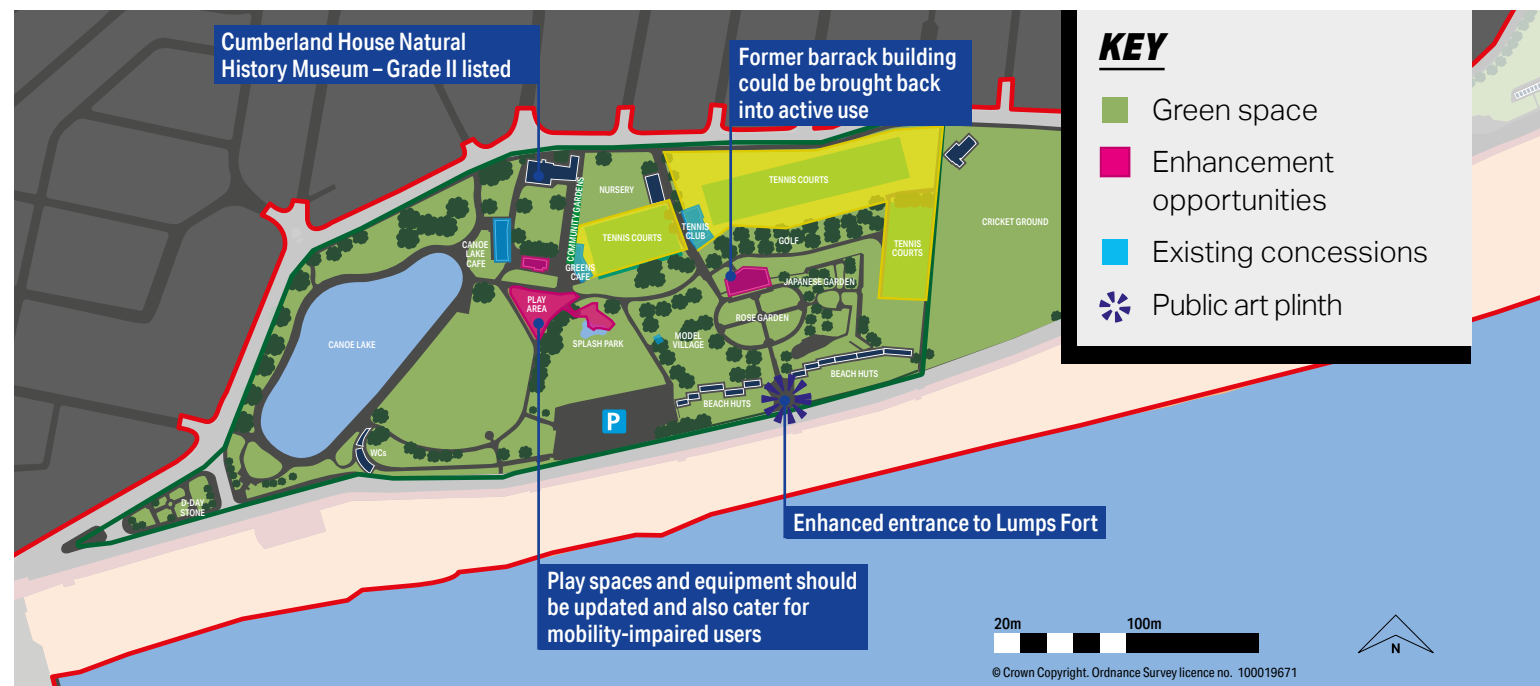 Cumberland House Natural
History Museum – Grade II listed
Former barrack building
could be brought back
into active use
KEY
Green space
Enhancement
opportunities
Existing concessions
Public art plinth
NURSERY
COMMUNITY GARDENS
TENNIS COURTS
TENNIS COURTS
TENNIS
CLUB
GOLF
TENNIS
COURTS
CRICKET GROUND
CANOE
LAKE
CAFE
GREENS
CAFE
JAPANESE GARDEN
PLAY
AREA
ROSE GARDEN
CANOE LAKE
SPLASH PARK
MODEL
VILLAGE
BEACH HUTS
BEACH HUTS
P
WCs
D-DAY
STONE
Enhanced entrance to Lumps Fort
Play spaces and equipment should
be updated and also cater for
mobility-impaired users
20m 100m
N
© Crown Copyright. Ordnance Survey licence no. 100019671